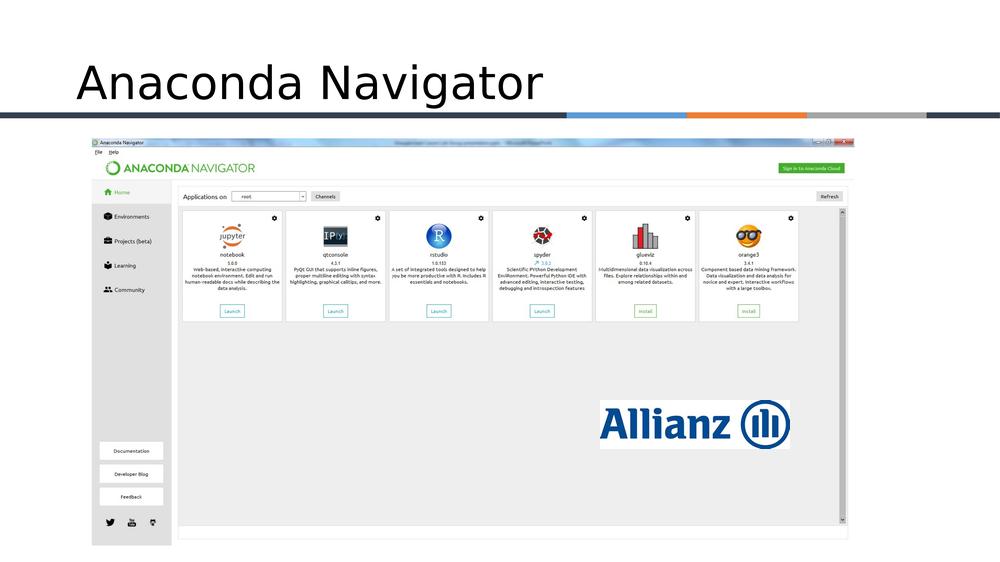 Anaconda Navigator
Anaconda Navigator
File Help
ANACONDA NAVIGATOR
Sign in to Anaconda Cloud
Home
Environments
Projects (beta)
Learning
Community
Documentation
Developer Blog
Feedback
Applications on root Channels Refresh
jupyter
notebook
5.0.0
Web-based, interactive computing
notebook environment. Edit and run
human-readable docs while describing the
data analysis.
Launch
IP[y]:
qtconsole
4.3.1
PyQt GUI that supports inline figures,
proper multiline editing with syntax
highlighting, graphical calltips, and more.
Launch
R
rstudio
1.0.153
A set of integrated tools designed to help
you be more productive with R. Includes R
essentials and notebooks.
Launch
spyder
Scientific PYthon Development
EnviRonment. Powerful Python IDE with
advanced editing, interactive testing,
debugging and introspection features
Launch
glueviz
0.10.4
Multidimensional data visualization across
files. Explore relationships within and
among related datasets.
Install
orange3
3.4.1
Component based data mining framework.
Data visualization and data analysis for
novice and expert. Interactive workflows
with a large toolbox.
Install
Allianz